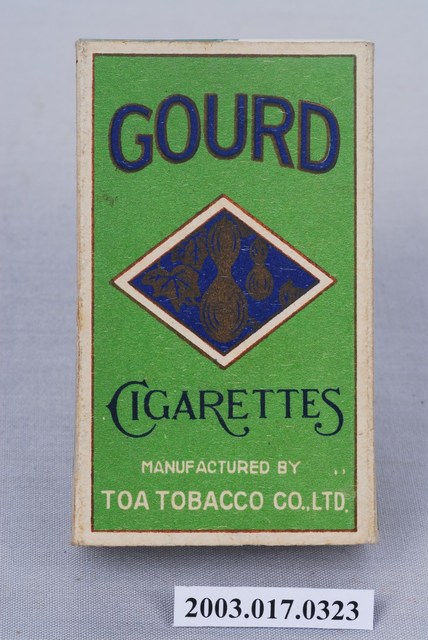 GOURD
CIGARETTES
MANUFACTURED BY
TOA TOBACCO CO.,LTD.
2003.017.0323